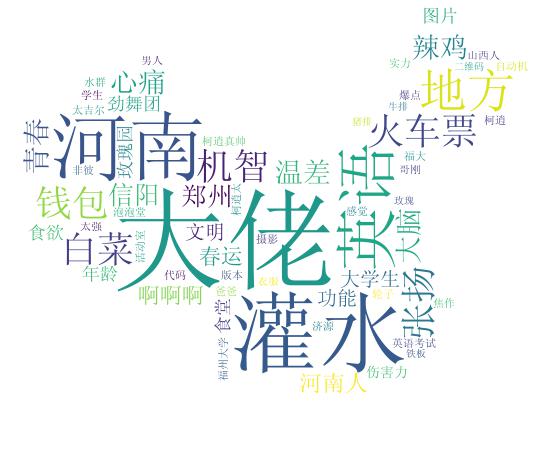 图片
辣鸡
山西人
男人
实力
二维码
自动机
水群
心痛
地方
学生
劲舞团
爆点
太吉尔
牛排
青春
河南
玫瑰园
柯逍真帅
猪排
火车票
柯逍
非彼
机智
温差
英语
福大
哥刚
钱包
信阳
郑州
柯逍太
玫瑰
泡泡堂
大佬
感觉
大脑
食欲
太强
文明
摄影
白菜
活动室
春运
年龄
代码
版本
衣服
大学生
张扬
啊啊啊
爸爸
功能
轮子
焦作
食堂
灌水
济源
英语考试
福州大学
铁板
伤害力
河南人